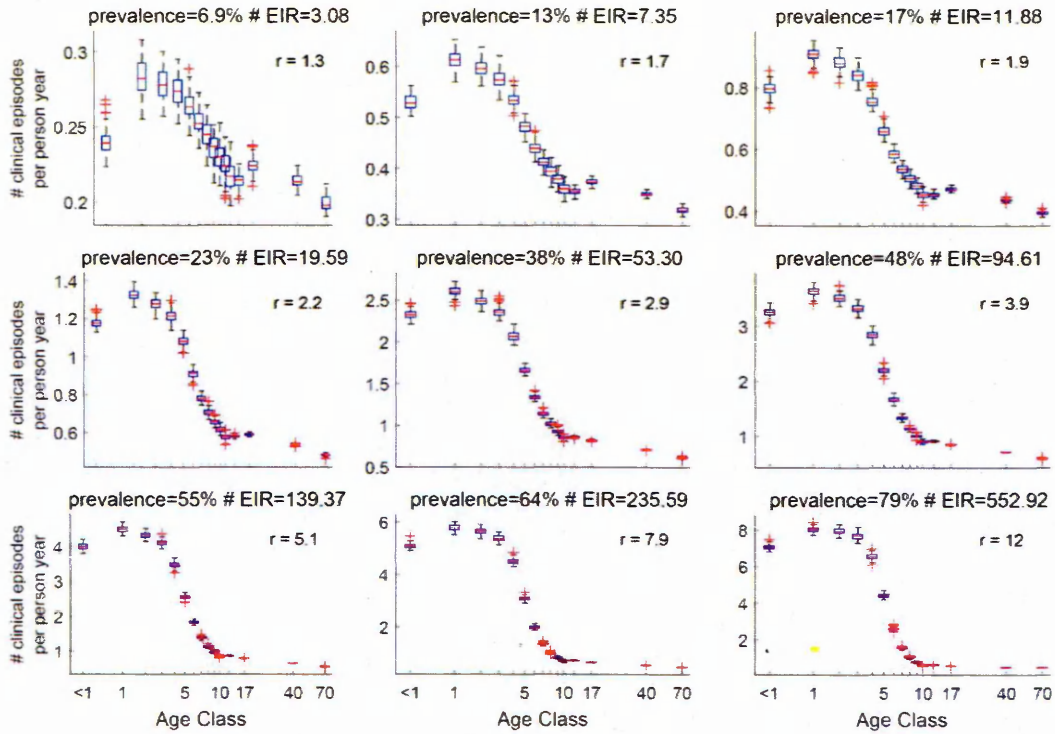 prevalence=6.9% # EIR=3.08
prevalence=13% # EIR=7.35
prevalence=17% # EIR=11.88
# clinical episodes
per person year
0.3
0.25
0.2
r = 1.3
0.6
0.5
0.4
0.3
r = 1.7
0.8
0.6
0.4
r = 1.9
prevalence=23% # EIR=19.59
prevalence=38% # EIR=53.30
prevalence=48% # EIR=94.61
# clinical episodes
per person year
1.4
1.2
1
0.8
0.6
r = 2.2
2.5
2
1.5
1
0.5
r = 2.9
3
2
1
r = 3.9
prevalence=55% # EIR=139.37
prevalence=64% # EIR=235.59
prevalence=79% # EIR=552.92
# clinical episodes
per person year
4
3
2
1
r = 5.1
6
4
2
r = 7.9
8
6
4
2
r = 12
<1 1 5 10 17 40 70
<1 1 5 10 17 40 70
<1 1 5 10 17 40 70
Age Class
Age Class
Age Class